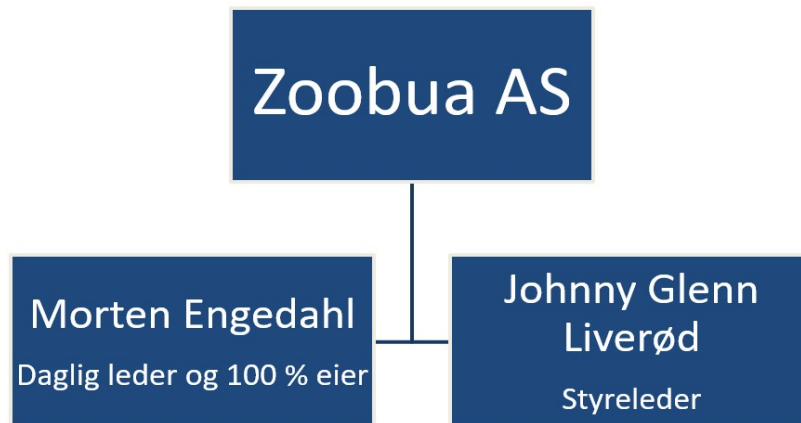 Zoobua AS
Morten Engedahl
Daglig leder og 100 % eier
Johnny Glenn
Liverød
Styreleder